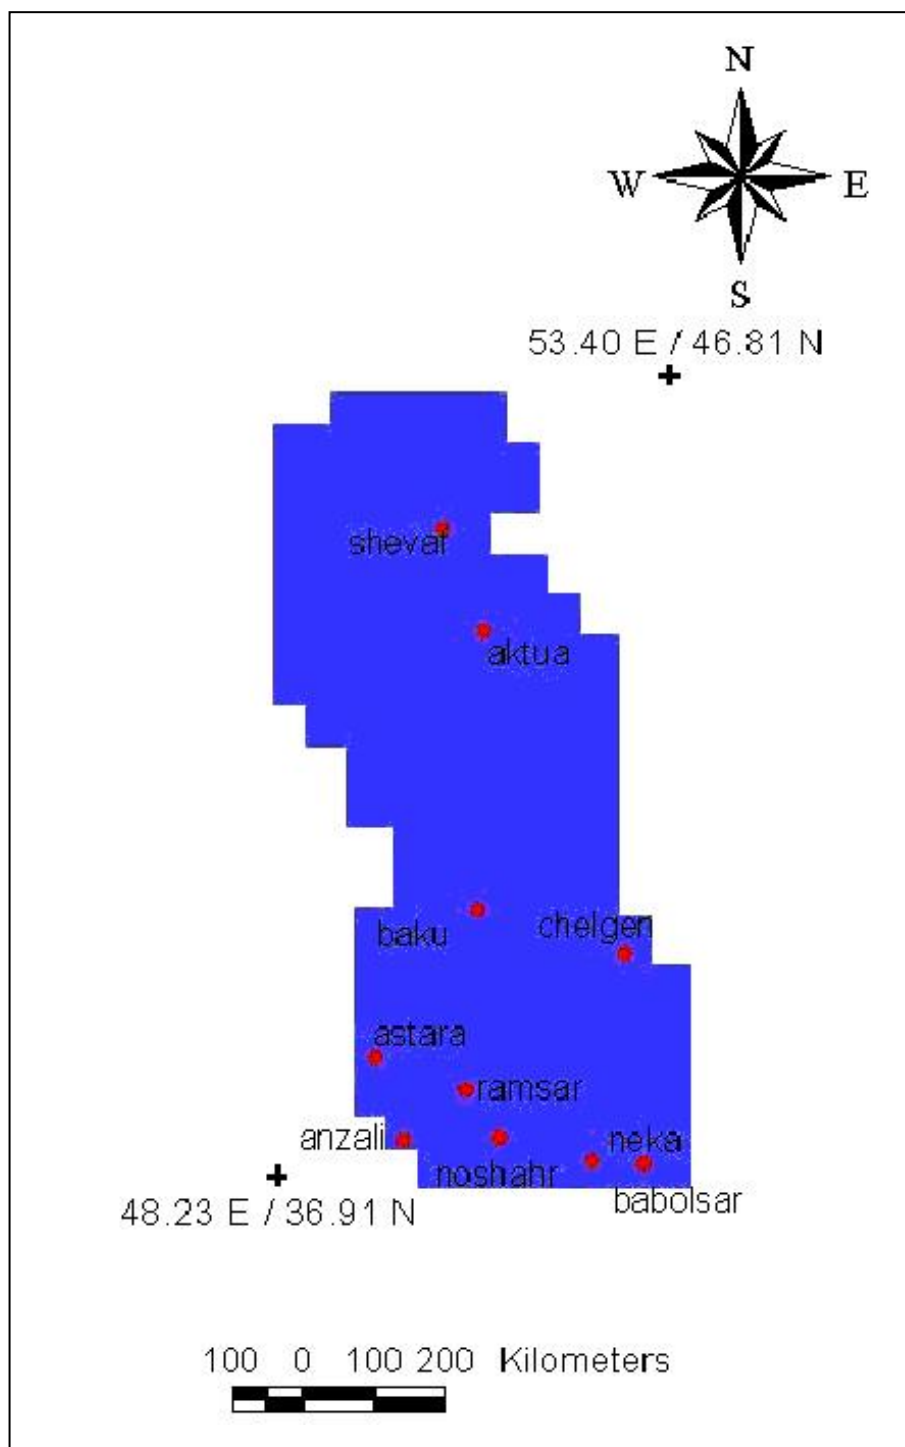 N
W E
S
53.40 E / 46.81 N
shevat
aktua
baku
chelgen
astara
ramsar
anzali
noshahr
neka
babolsar
48.23 E / 36.91 N
100 0 100 200 Kilometers